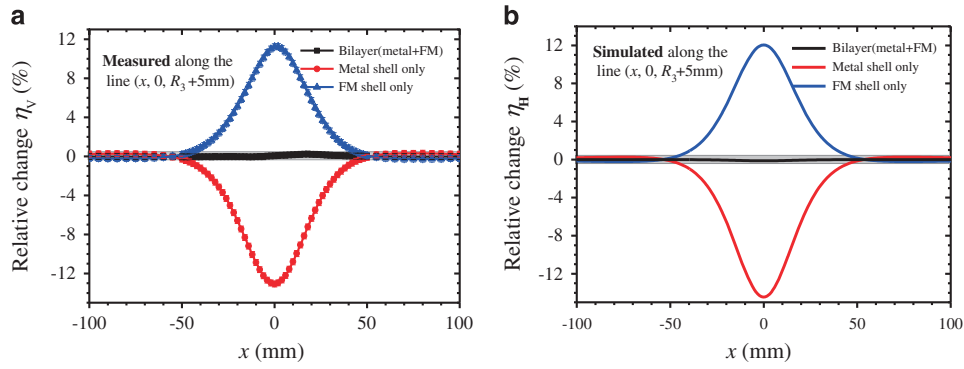 a
Relative change ηV (%)
12
8
4
0
-4
-8
-12
-100
-50
0
50
100
x (mm)
Measured along the
line (x, 0, R3+5mm)
Bilayer(metal+FM)
Metal shell only
FM shell only
b
Relative change ηH (%)
12
8
4
0
-4
-8
-12
-100
-50
0
50
100
x (mm)
Simulated along the
line (x, 0, R3+5mm)
Bilayer(metal+FM)
Metal shell only
FM shell only